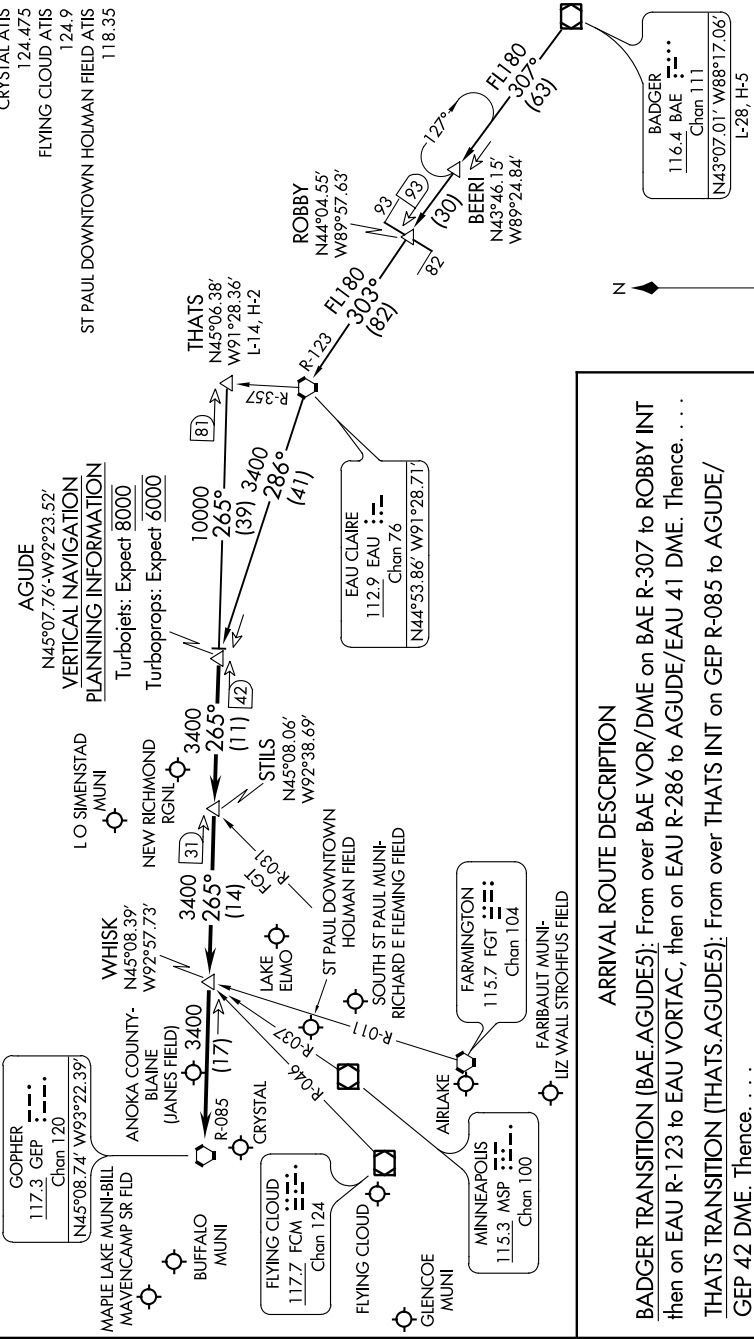 CRYSTAL ATIS
124.475
FLYING CLOUD ATIS
124.9
ST PAUL DOWNTOWN HOLMAN FIELD ATIS
118.35
AGUDE
N45°07.76'-W92°23.52'
VERTICAL NAVIGATION
PLANNING INFORMATION
Turbojets: Expect 8000
Turboprops: Expect 6000
THATS
N45°06.38'
W91°28.36'
L-14, H-2
81
10000
265°
(39)
3400
286°
(41)
R-357
R-123
FL180
303°
(82)
ROBBY
N44°04.55'
W89°57.63'
93
93
82
(30)
BEERI
N43°46.15'
W89°24.84'
127°
FL180
307°
(63)
BADGER
116.4 BAE
Chan 111
N43°07.01' W88°17.06'
L-28, H-5
N
EAU CLAIRE
112.9 EAU
Chan 76
N44°53.86' W91°28.71'
42
3400
265°
(11)
LO SIMENSTAD
MUNI
NEW RICHMOND
RGNL
STILS
N45°08.06'
W92°38.69'
31
3400
265°
(14)
FGT
R-031
WHISK
N45°08.39'
W92°57.73'
LAKE
ELMO
ST PAUL DOWNTOWN
HOLMAN FIELD
SOUTH ST PAUL MUNI-
RICHARD E FLEMING FIELD
R-011
R-037
R-046
3400
(17)
R-085
ANOKA COUNTY-
BLAINE
(JANES FIELD)
CRYSTAL
GOPHER
117.3 GEP
Chan 120
N45°08.74' W93°22.39'
MAPLE LAKE MUNI-BILL
MAVENCAMP SR FLD
BUFFALO
MUNI
FLYING CLOUD
117.7 FCM
Chan 124
FLYING CLOUD
GLENCOE
MUNI
MINNEAPOLIS
115.3 MSP
Chan 100
FARMINGTON
115.7 FGT
Chan 104
AIRLAKE
FARIBAULT MUNI-
LIZ WALL STROHFUS FIELD
ARRIVAL ROUTE DESCRIPTION
BADGER TRANSITION (BAE.AGUDE5): From over BAE VOR/DME on BAE R-307 to ROBBY INT
then on EAU R-123 to EAU VORTAC, then on EAU R-286 to AGUDE/EAU 41 DME. Thence. . . .
THATS TRANSITION (THATS.AGUDE5): From over THATS INT on GEP R-085 to AGUDE/
GEP 42 DME. Thence. . . .